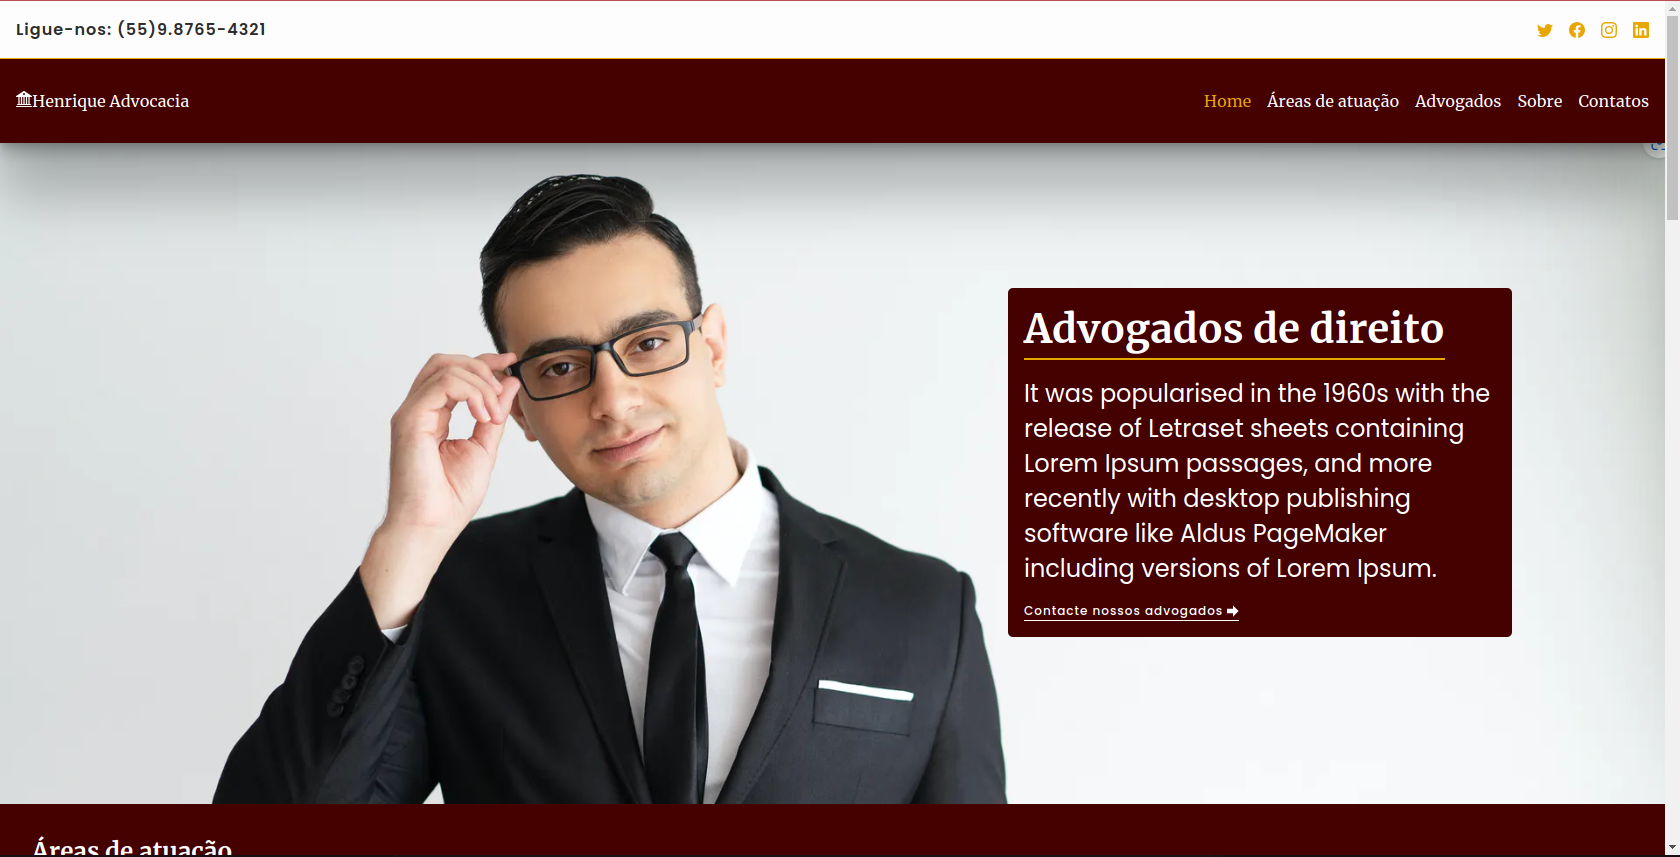 Ligue-nos: (55)9.8765-4321
Henrique Advocacia
Home Áreas de atuação Advogados Sobre Contatos
Advogados de direito
It was popularised in the 1960s with the
release of Letraset sheets containing
Lorem Ipsum passages, and more
recently with desktop publishing
software like Aldus PageMaker
including versions of Lorem Ipsum.
Contacte nossos advogados
Áreas de atuação